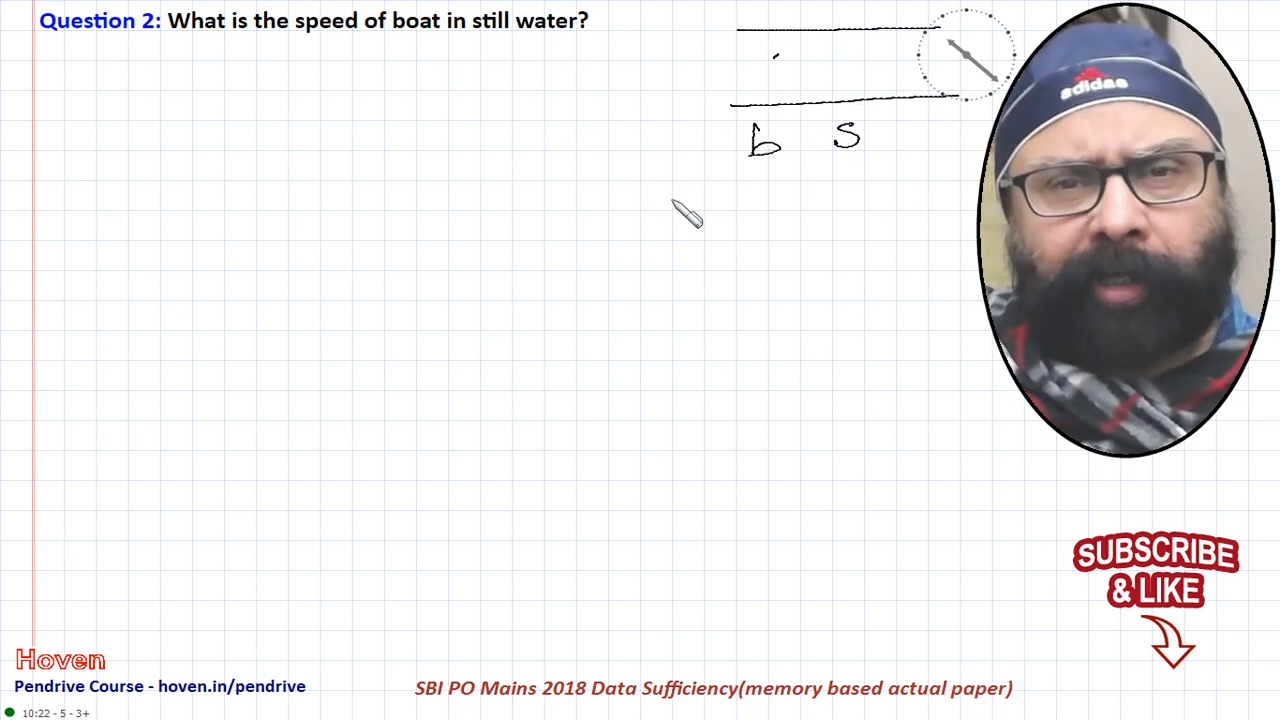 Question 2: What is the speed of boat in still water?
b S
adidas
SUBSCRIBE
& LIKE
Hoven
Pendrive Course - hoven.in/pendrive
SBI PO Mains 2018 Data Sufficiency(memory based actual paper)
10:22 - 5 - 3+